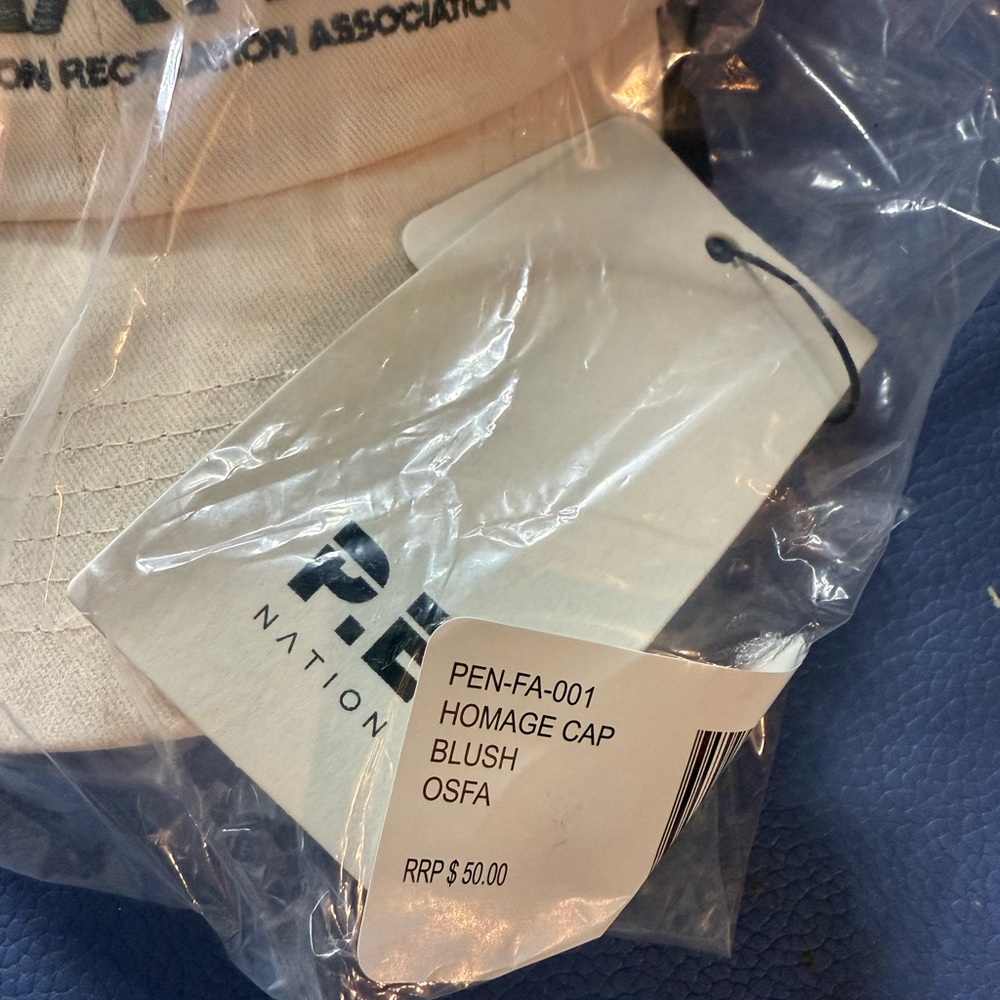 ON RECREATION ASSOCIATION
P.E
NATION
PEN-FA-001
HOMAGE CAP
BLUSH
OSFA
RRP $ 50.00